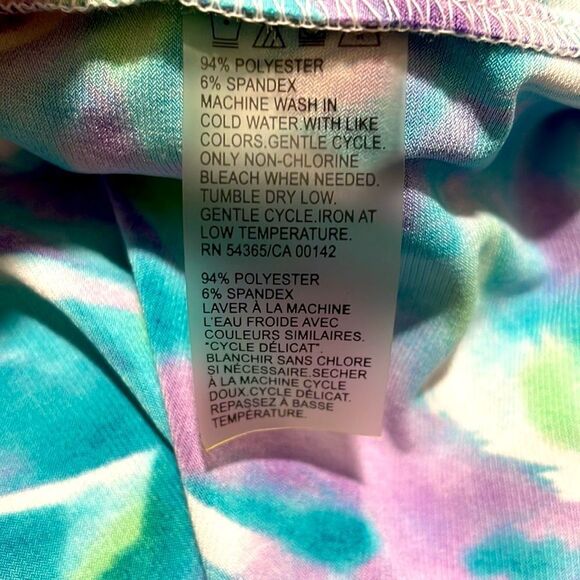 94% POLYESTER
6% SPANDEX
MACHINE WASH IN
COLD WATER.WITH LIKE
COLORS.GENTLE CYCLE.
ONLY NON-CHLORINE
BLEACH WHEN NEEDED.
TUMBLE DRY LOW.
GENTLE CYCLE.IRON AT
LOW TEMPERATURE.
RN 54365/CA 00142
94% POLYESTER
6% SPANDEX
LAVER À LA MACHINE
L'EAU FROIDE AVEC
COULEURS SIMILAIRES.
"CYCLE DÉLICAT".
BLANCHIR SANS CHLORE
SI NÉCESSAIRE.SECHER
À LA MACHINE CYCLE
DOUX.CYCLE DÉLICAT.
REPASSEZ À BASSE
TEMPÉRATURE.